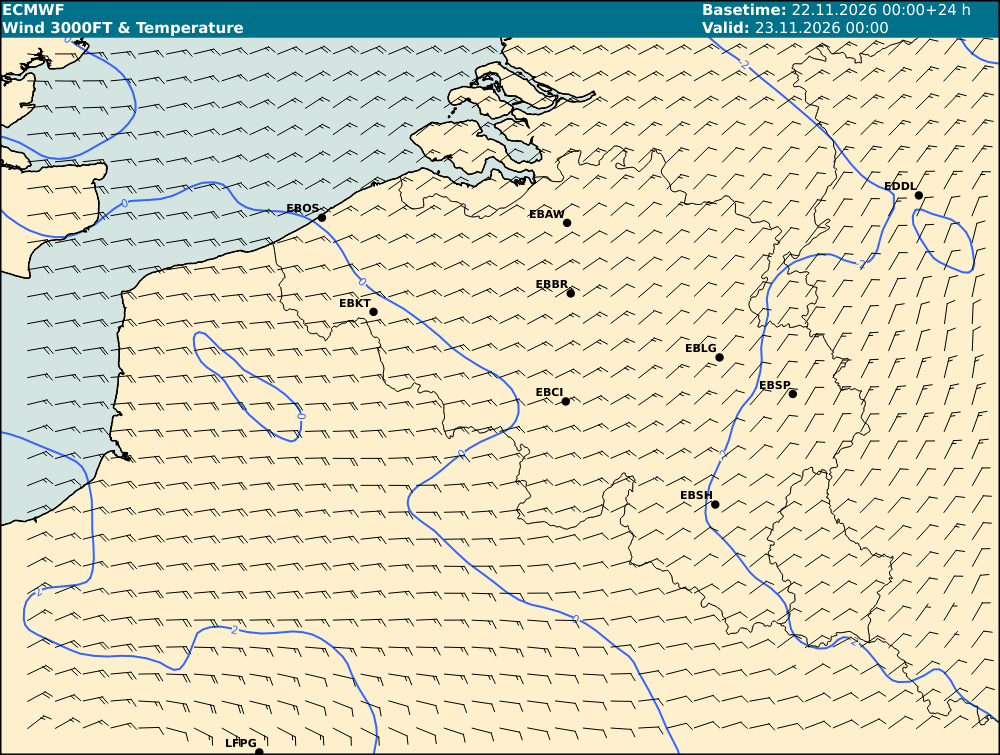 ECMWF
Wind 3000FT & Temperature
Basetime: 22.11.2026 00:00+24 h
Valid: 23.11.2026 00:00
0
-2
EDDL
0
EBOS
EBAW
-2
0
EBBR
EBKT
EBLG
EBSP
EBCI
0
0
-2
EBSH
2
0
2
-2
LFPG